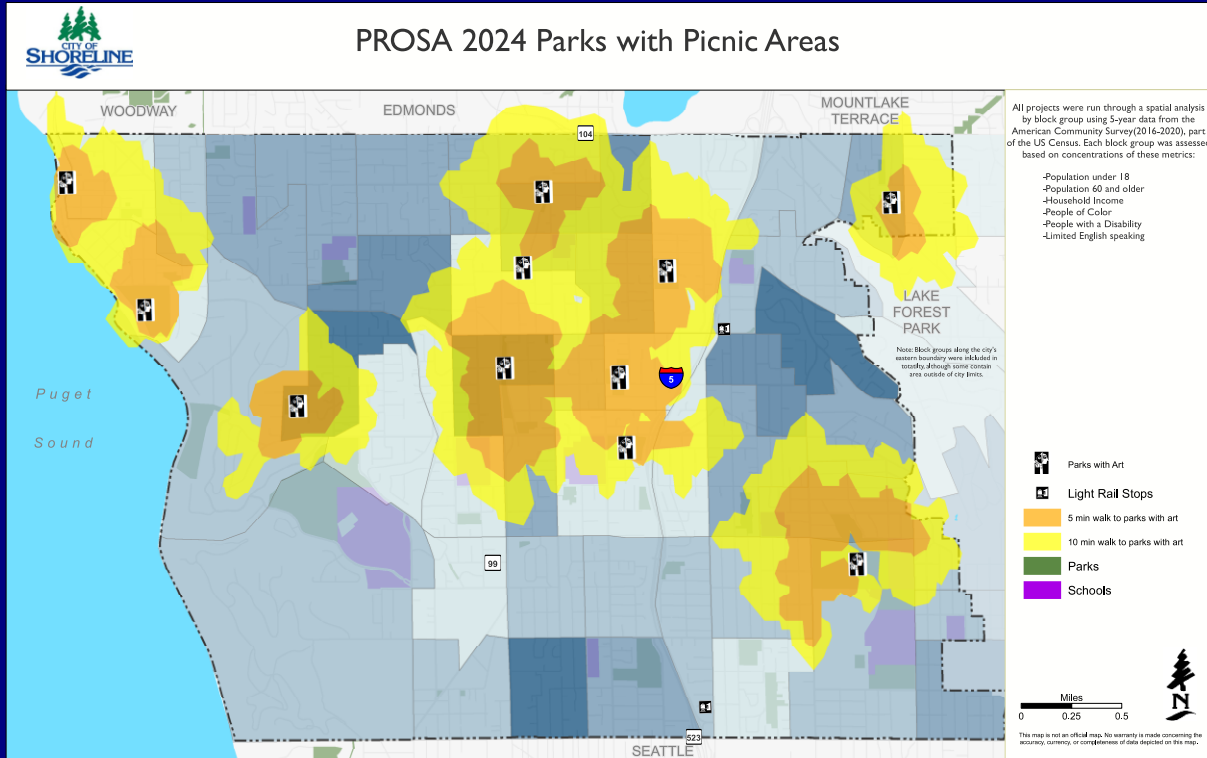 CITY OF
SHORELINE
PROSA 2024 Parks with Picnic Areas
WOODWAY
EDMONDS
MOUNTLAKE
TERRACE
104
LAKE
FOREST
PARK
Note: Block groups along the city's
eastern boundary were inlcluded in
totaslty, although some contain
area outisde of city limits.
5
Puget
Sound
99
523
SEATTLE
All projects were run through a spatial analysis
by block group using 5-year data from the
American Community Survey(2016-2020), part
of the US Census. Each block group was assessed
based on concentrations of these metrics:
-Population under 18
-Population 60 and older
-Household Income
-People of Color
-People with a Disability
-Limited English speaking
Parks with Art
Light Rail Stops
5 min walk to parks with art
10 min walk to parks with art
Parks
Schools
Miles
0 0.25 0.5
N
This map is not an official map. No warranty is made concerning the
accuracy, currency, or completeness of data depicted on this map.